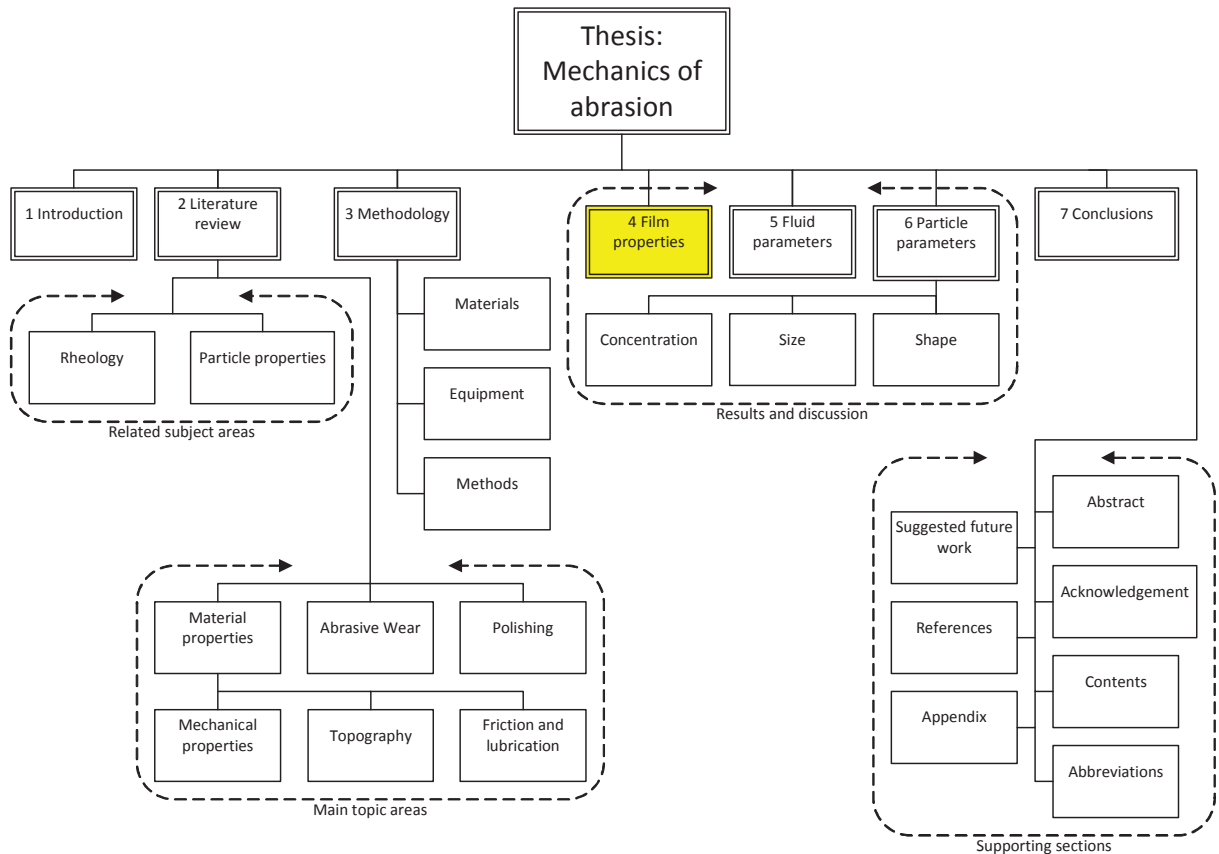 Thesis:
Mechanics of
abrasion
1 Introduction
2 Literature
review
3 Methodology
4 Film
properties
5 Fluid
parameters
6 Particle
parameters
7 Conclusions
Rheology
Particle properties
Related subject areas
Materials
Equipment
Methods
Concentration
Size
Shape
Results and discussion
Material
properties
Abrasive Wear
Polishing
Mechanical
properties
Topography
Friction and
lubrication
Main topic areas
Suggested future
work
References
Appendix
Abstract
Acknowledgement
Contents
Abbreviations
Supporting sections